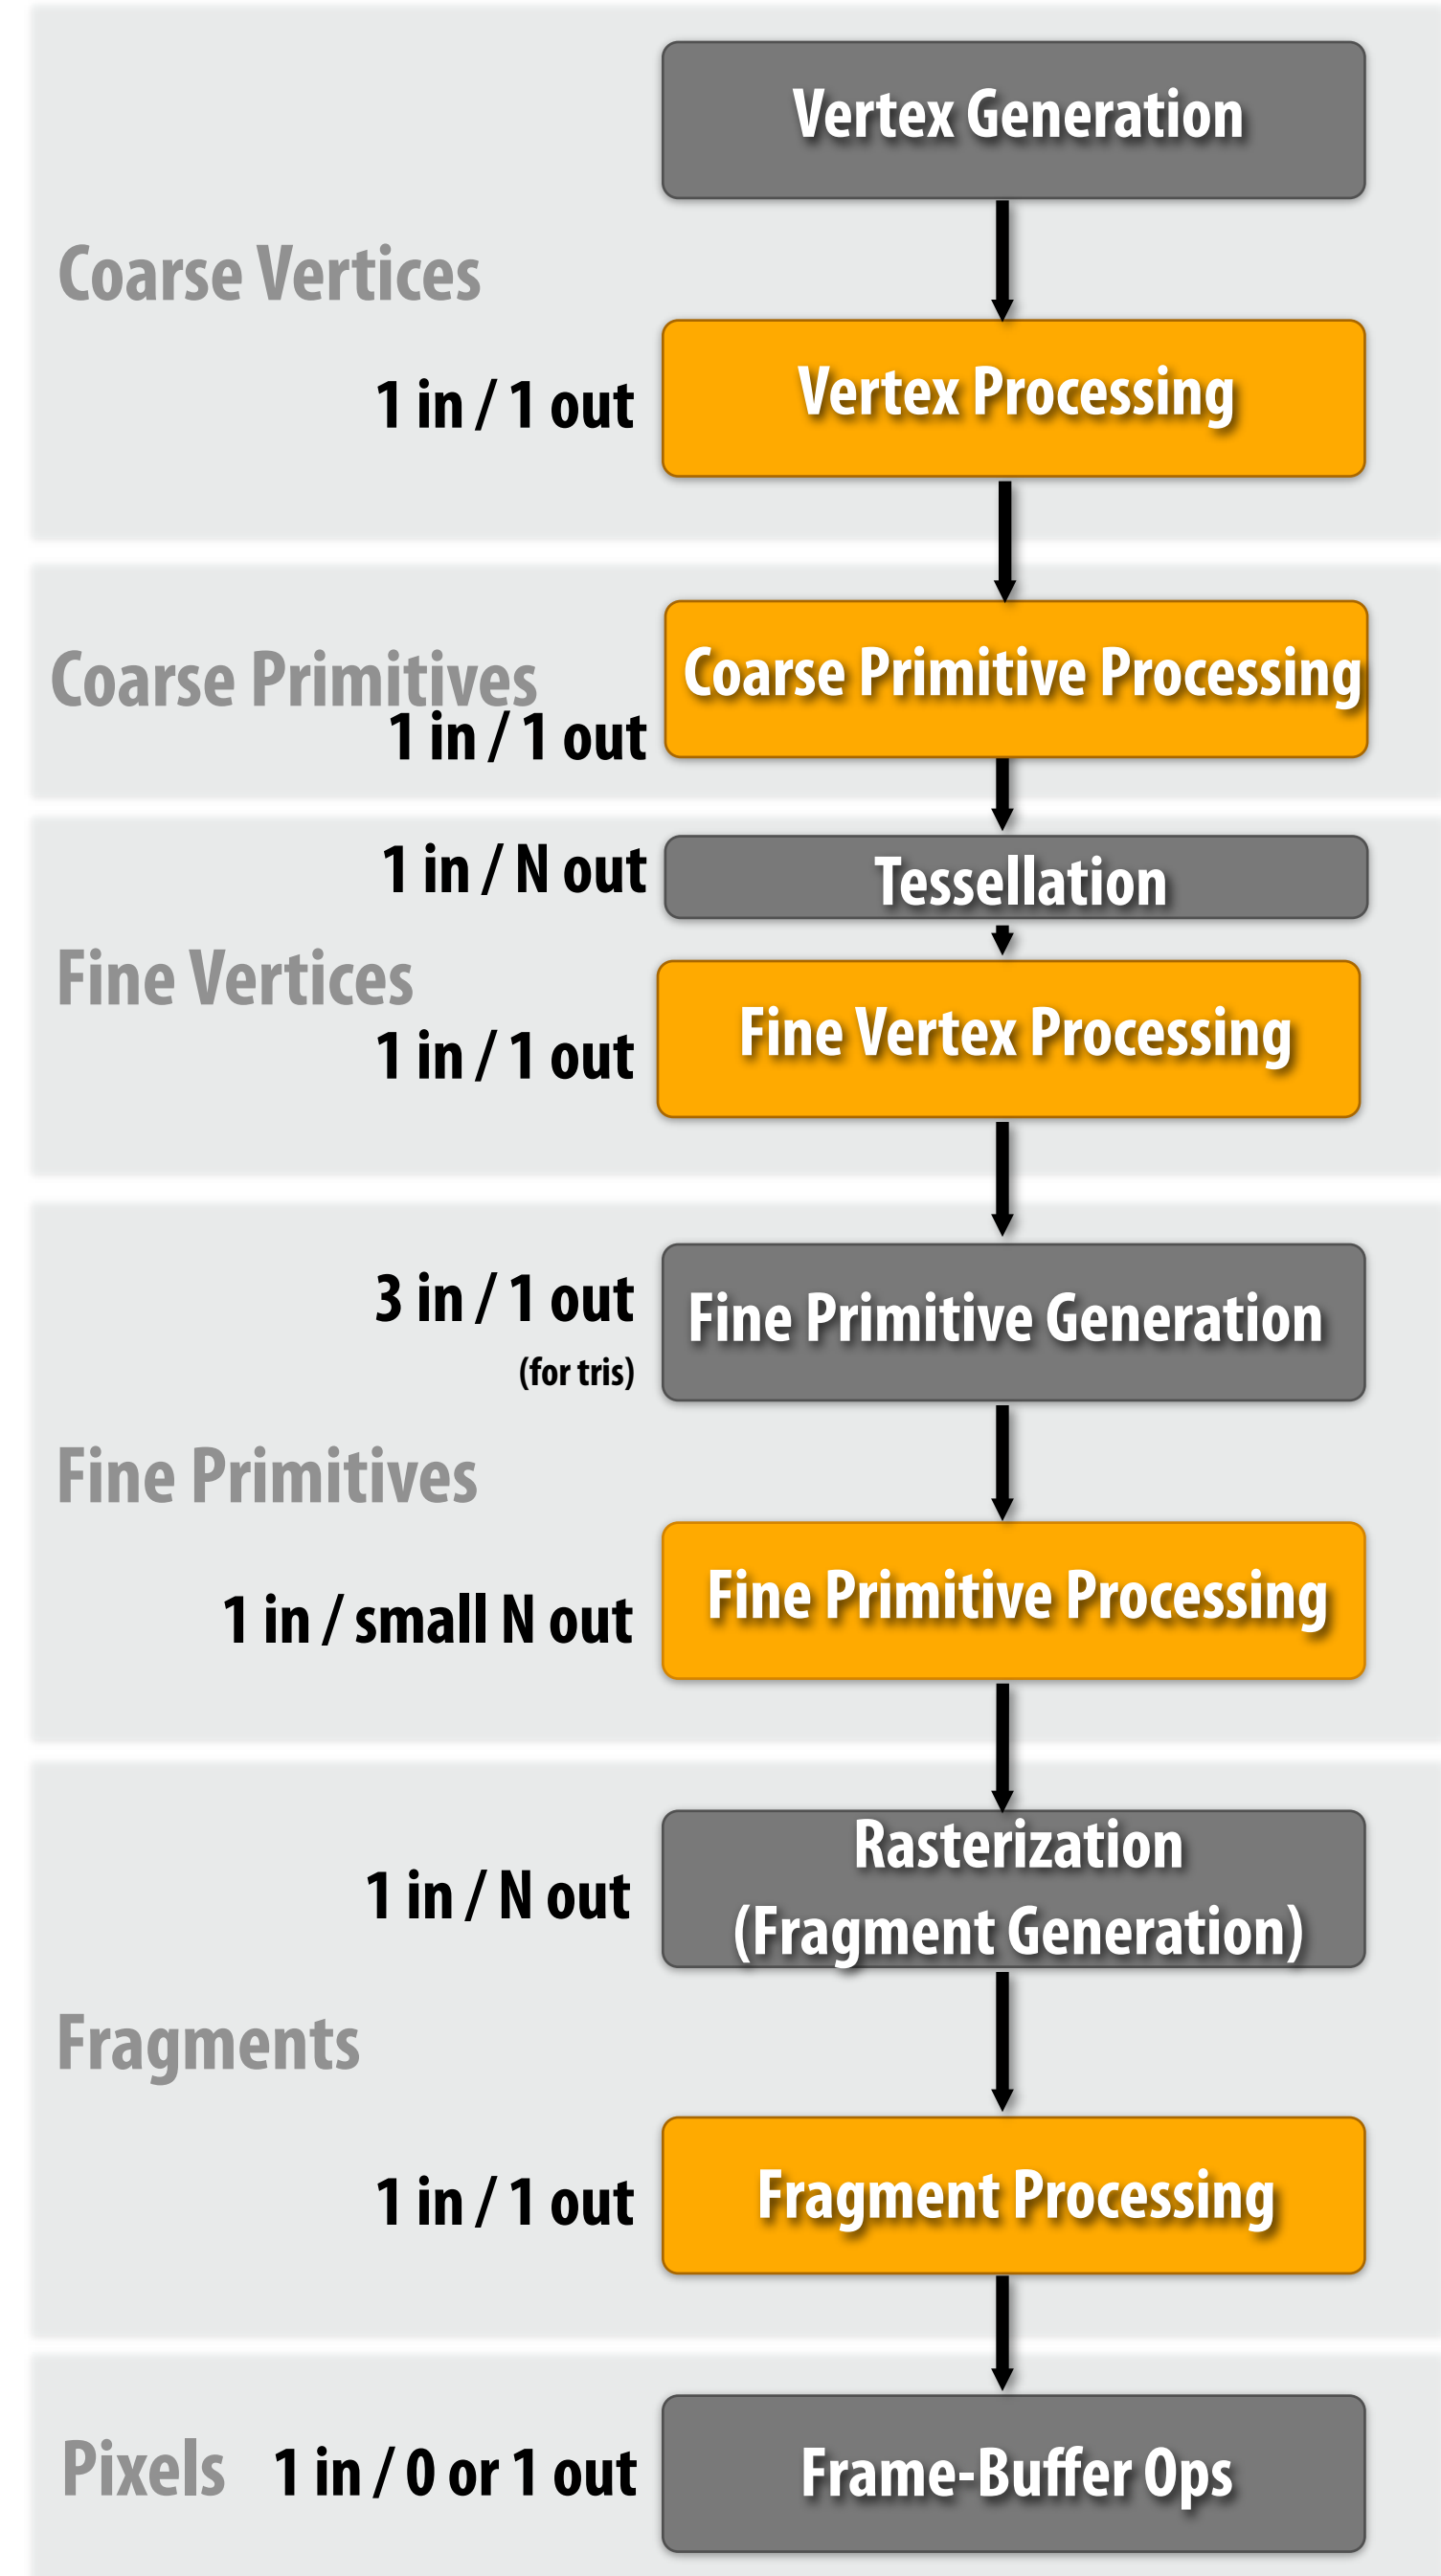 Vertex Generation
Coarse Vertices
1 in / 1 out
Vertex Processing
Coarse Primitives
1 in / 1 out
Coarse Primitive Processing
1 in / N out
Tessellation
Fine Vertices
1 in / 1 out
Fine Vertex Processing
3 in / 1 out
(for tris)
Fine Primitive Generation
Fine Primitives
1 in / small N out
Fine Primitive Processing
1 in / N out
Rasterization
(Fragment Generation)
Fragments
1 in / 1 out
Fragment Processing
Pixels
1 in / 0 or 1 out
Frame-Buffer Ops